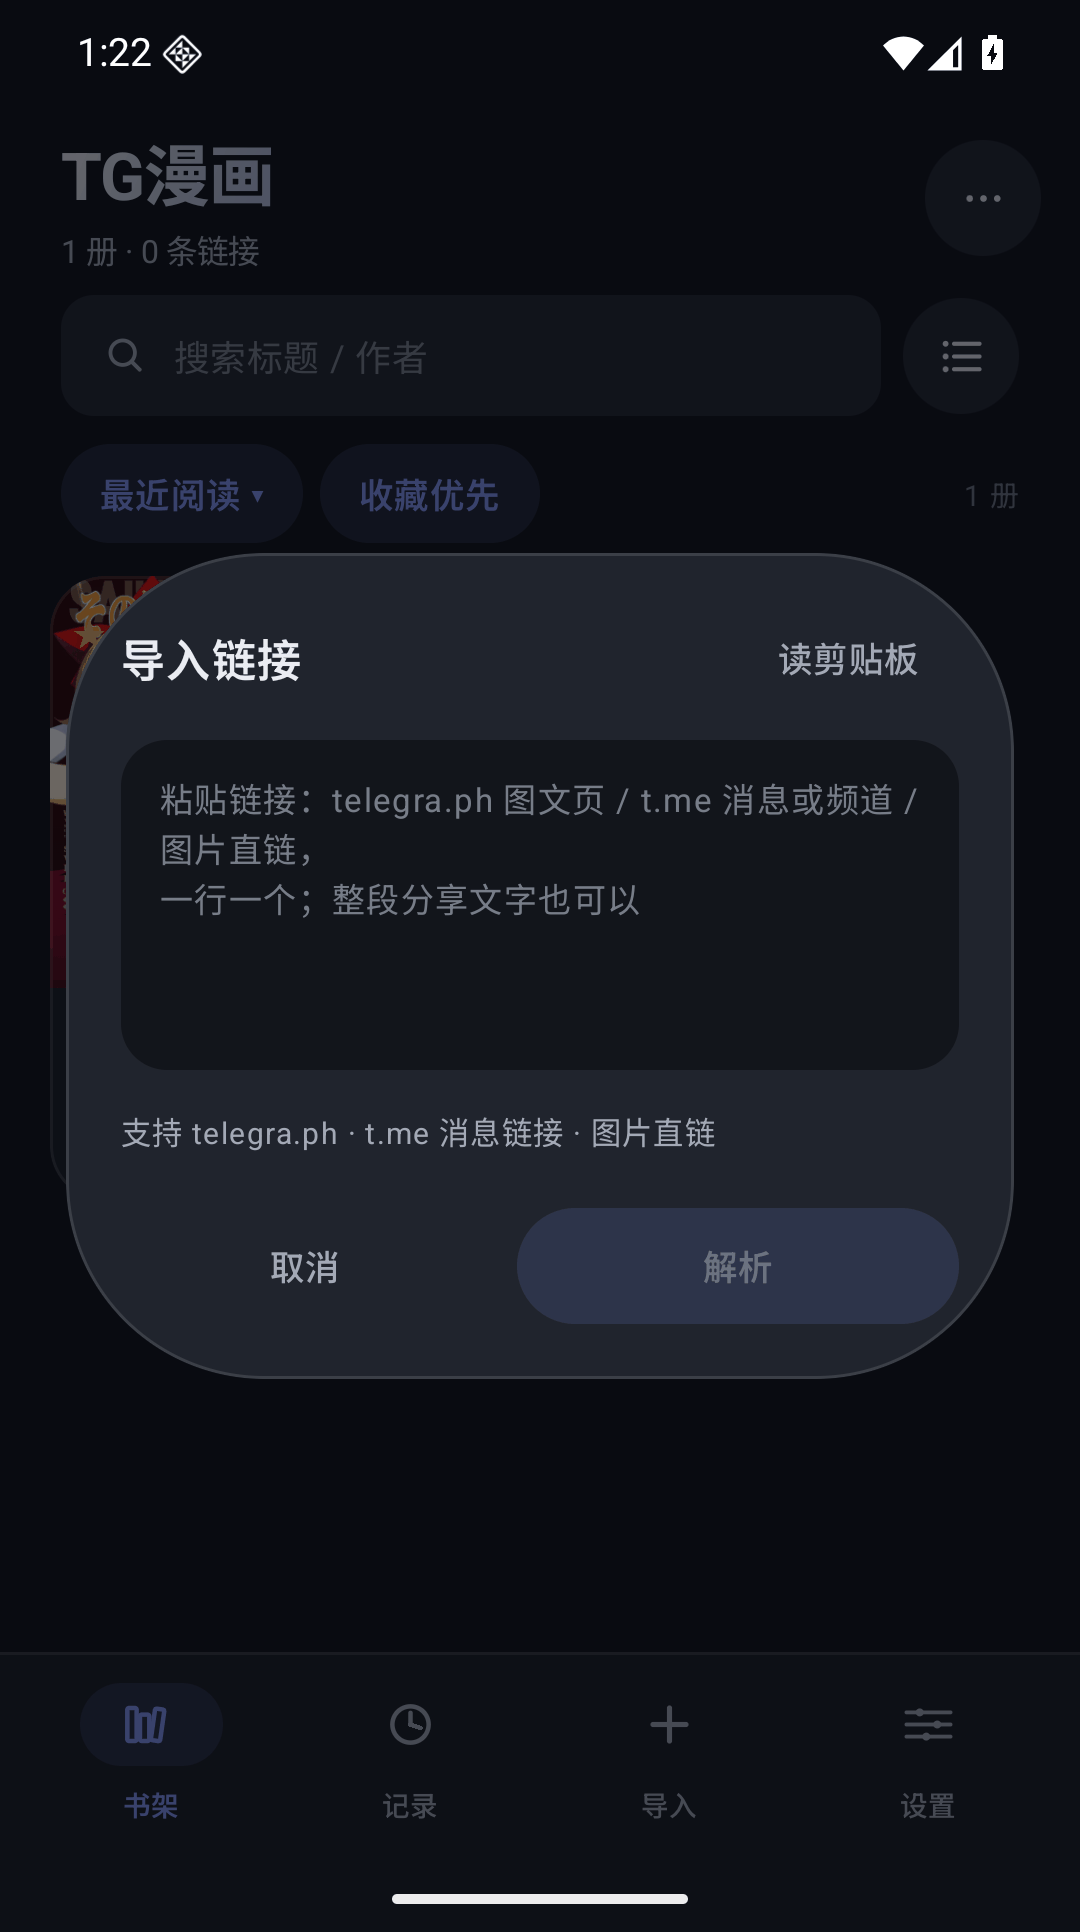 1:22
TG漫画
1 册 · 0 条链接
搜索标题 / 作者
最近阅读 ▾
收藏优先
1 册
导入链接
读剪贴板
粘贴链接：telegra.ph 图文页 / t.me 消息或频道 /
图片直链，
一行一个；整段分享文字也可以
支持 telegra.ph · t.me 消息链接 · 图片直链
取消
解析
书架
记录
导入
设置